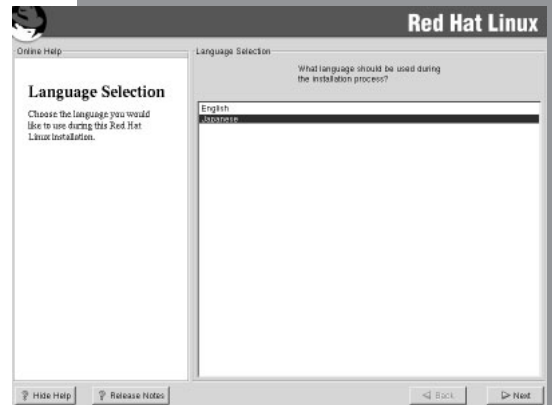 Red Hat Linux
Online Help
Language Selection
Choose the language you would
like to use during this Red Hat
Linux installation.
Language Selection
What language should be used during
the installation process?
English
Japanese
? Hide Help
? Release Notes
Back
Next